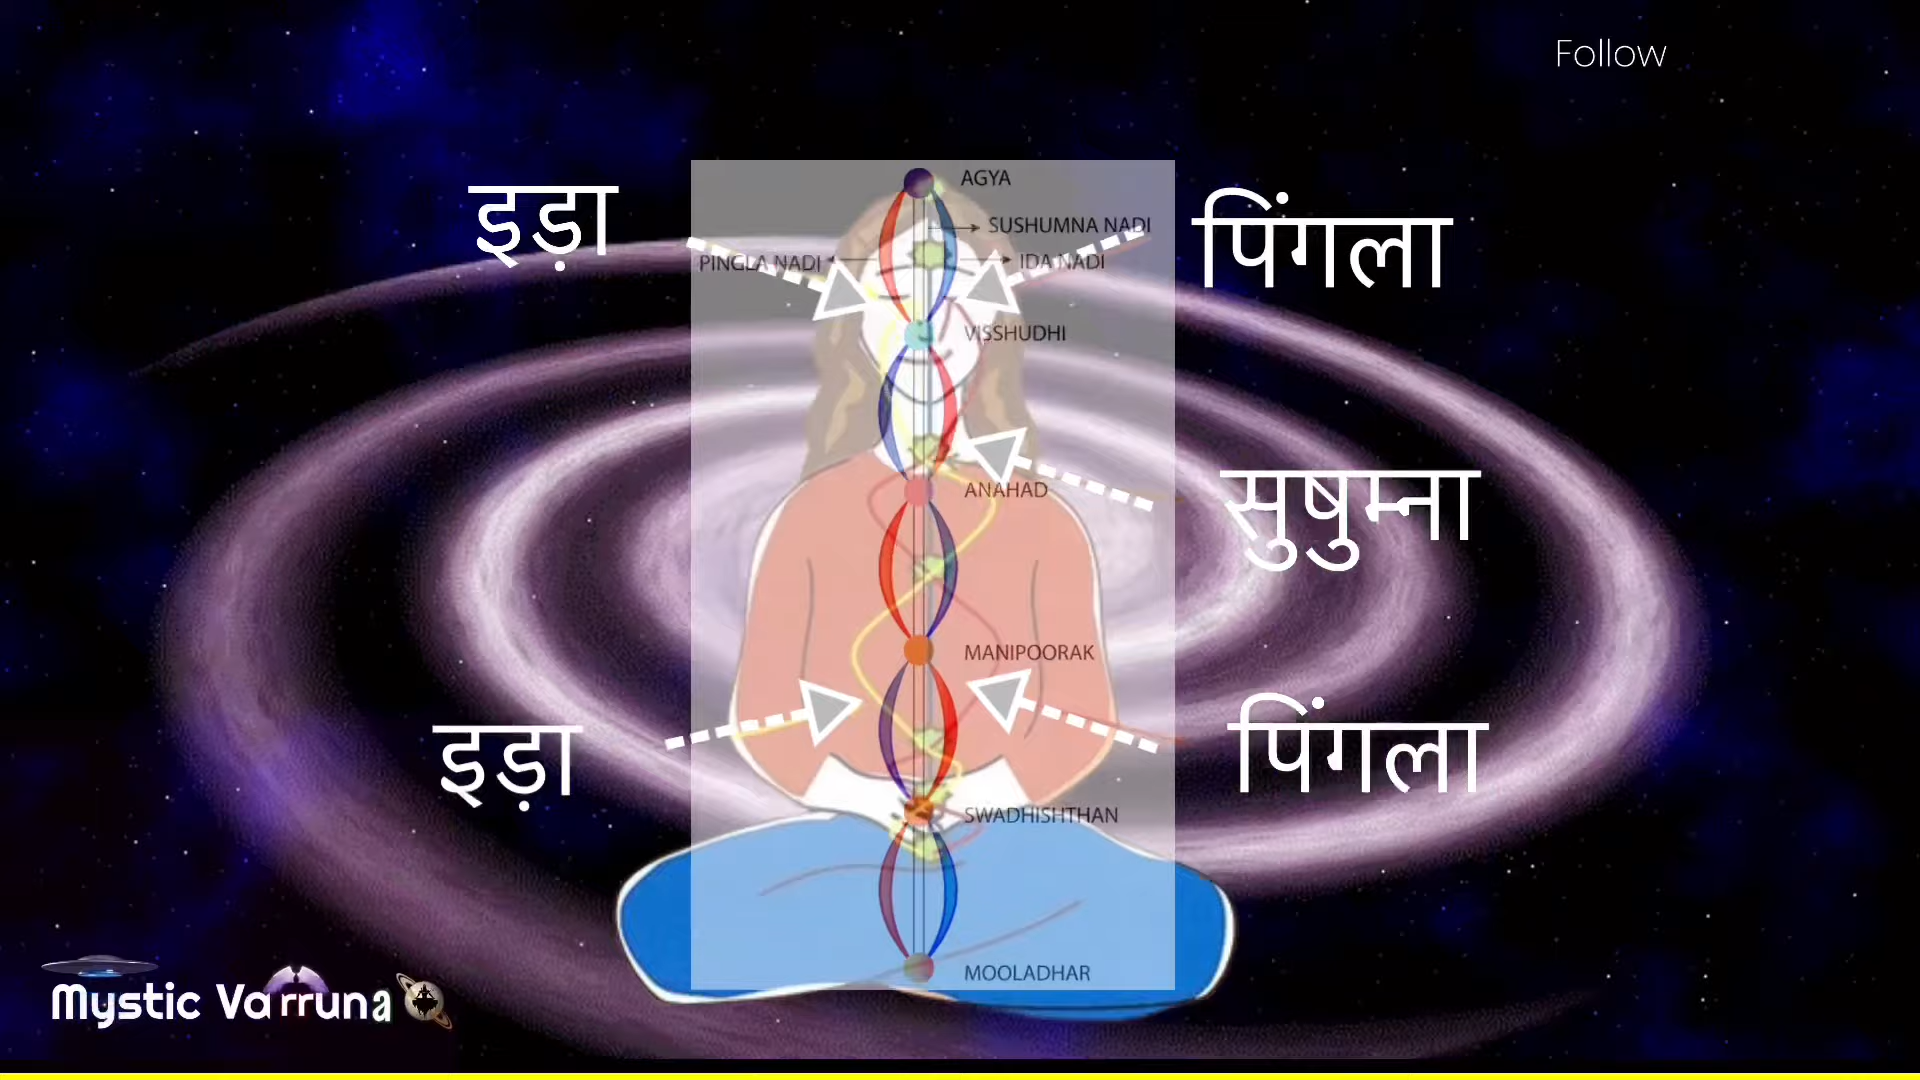 Follow
AGYA
इड़ा
पिंगला
SUSHUMNA NADI
PINGLA NADI
IDA NADI
VISSHUDHI
ANAHAD
सुषुम्ना
MANIPOORAK
इड़ा
पिंगला
SWADHISHTHAN
MOOLADHAR
Mystic Varruna